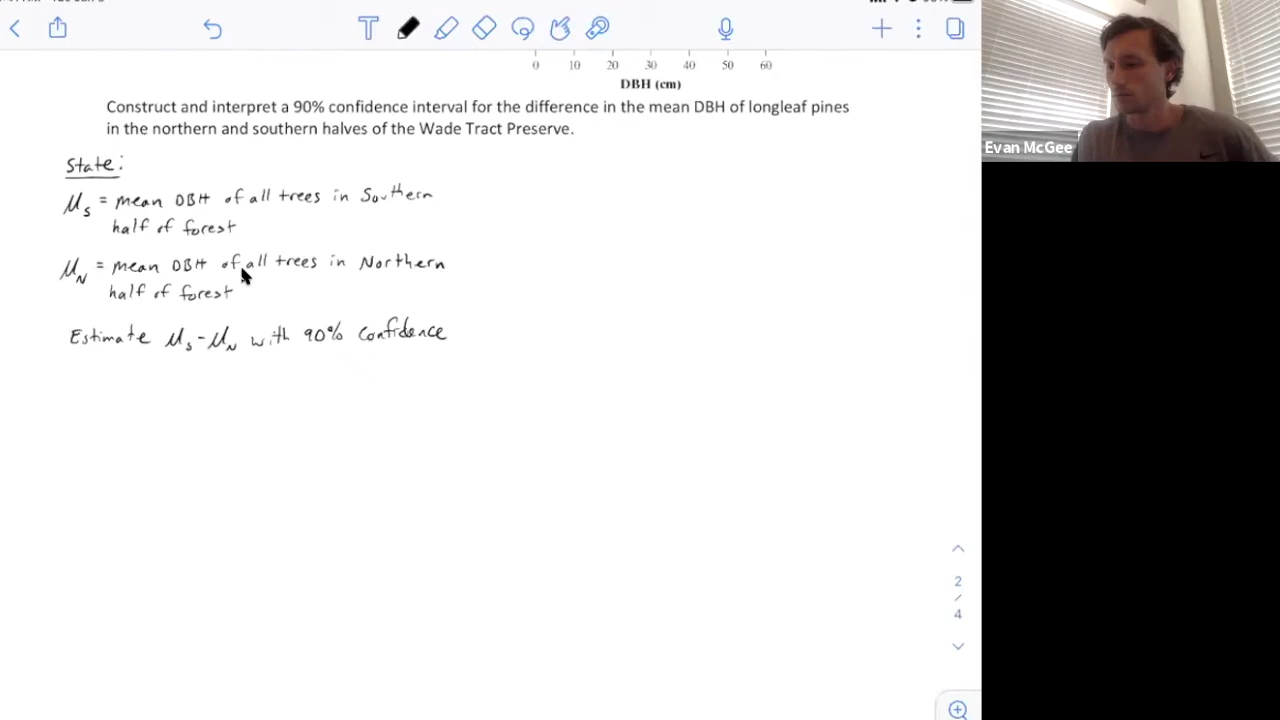 0 10 20 30 40 50 60
DBH (cm)
Construct and interpret a 90% confidence interval for the difference in the mean DBH of longleaf pines
in the northern and southern halves of the Wade Tract Preserve.
State:
μS = mean DBH of all trees in Southern
half of forest
μN = mean DBH of all trees in Northern
half of forest
Estimate μS - μN with 90% confidence
Evan McGee
2
/
4